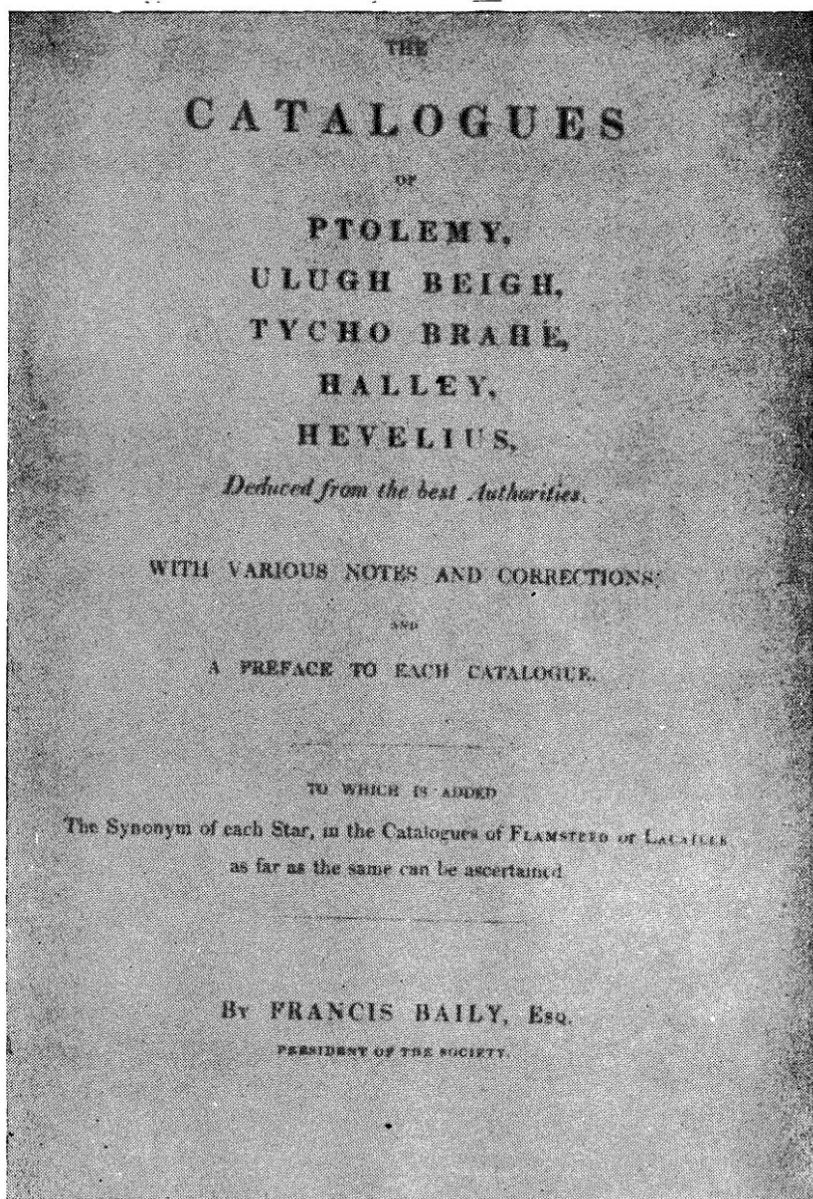 THE
CATALOGUES
OF
PTOLEMY,
ULUGH BEIGH,
TYCHO BRAHE,
HALLEY,
HEVELIUS,
Deduced from the best Authorities.
WITH VARIOUS NOTES AND CORRECTIONS;
AND
A PREFACE TO EACH CATALOGUE.
TO WHICH IS ADDED
The Synonym of each Star, in the Catalogues of FLAMSTEED or LACAILLE
as far as the same can be ascertained
BY FRANCIS BAILY, ESQ.
PRESIDENT OF THE SOCIETY.